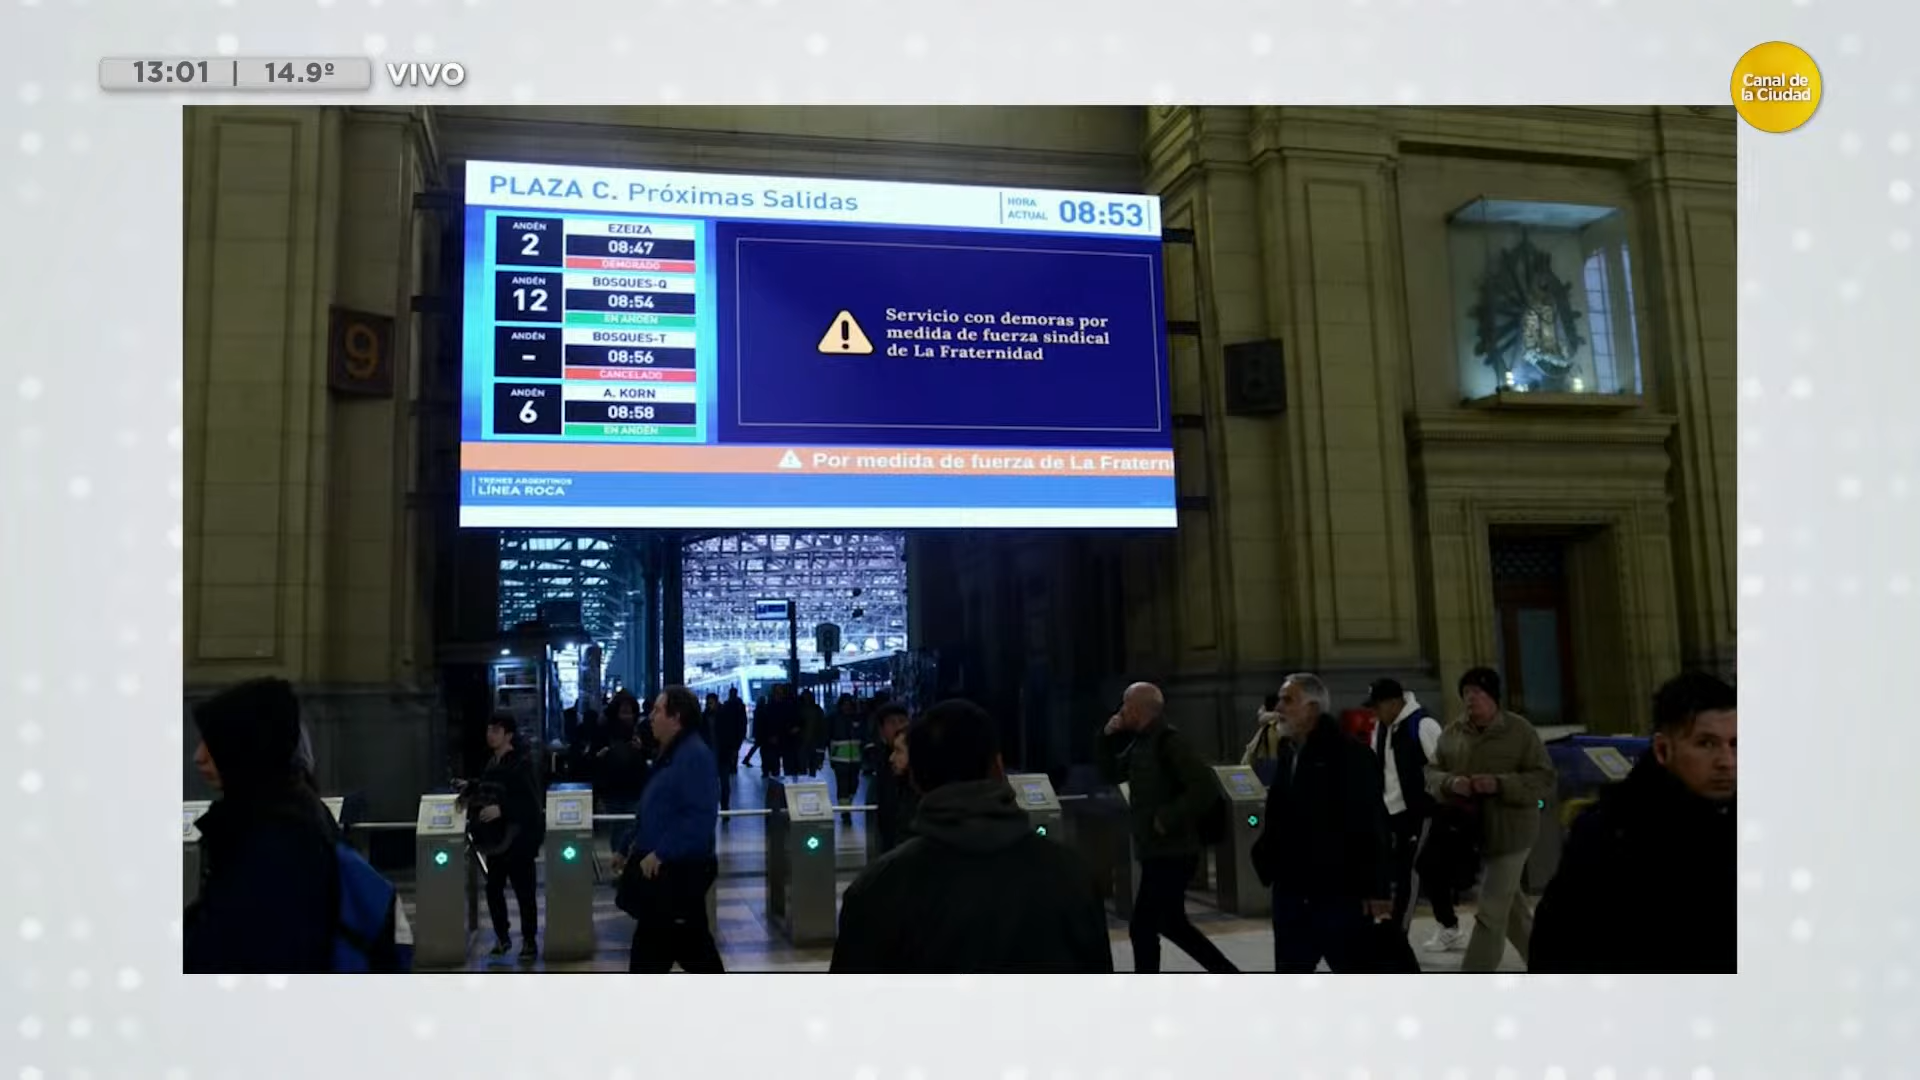 13:01 | 14.9º VIVO
Canal de
la Ciudad
PLAZA C. Próximas Salidas
HORA
ACTUAL
08:53
ANDÉN
2
EZEIZA
08:47
DEMORADO
ANDÉN
12
BOSQUES-Q
08:54
EN ANDÉN
ANDÉN
-
BOSQUES-T
08:56
CANCELADO
ANDÉN
6
A. KORN
08:58
EN ANDÉN
Servicio con demoras por
medida de fuerza sindical
de La Fraternidad
Por medida de fuerza de La Fratern
TRENES ARGENTINOS
LÍNEA ROCA
9
8